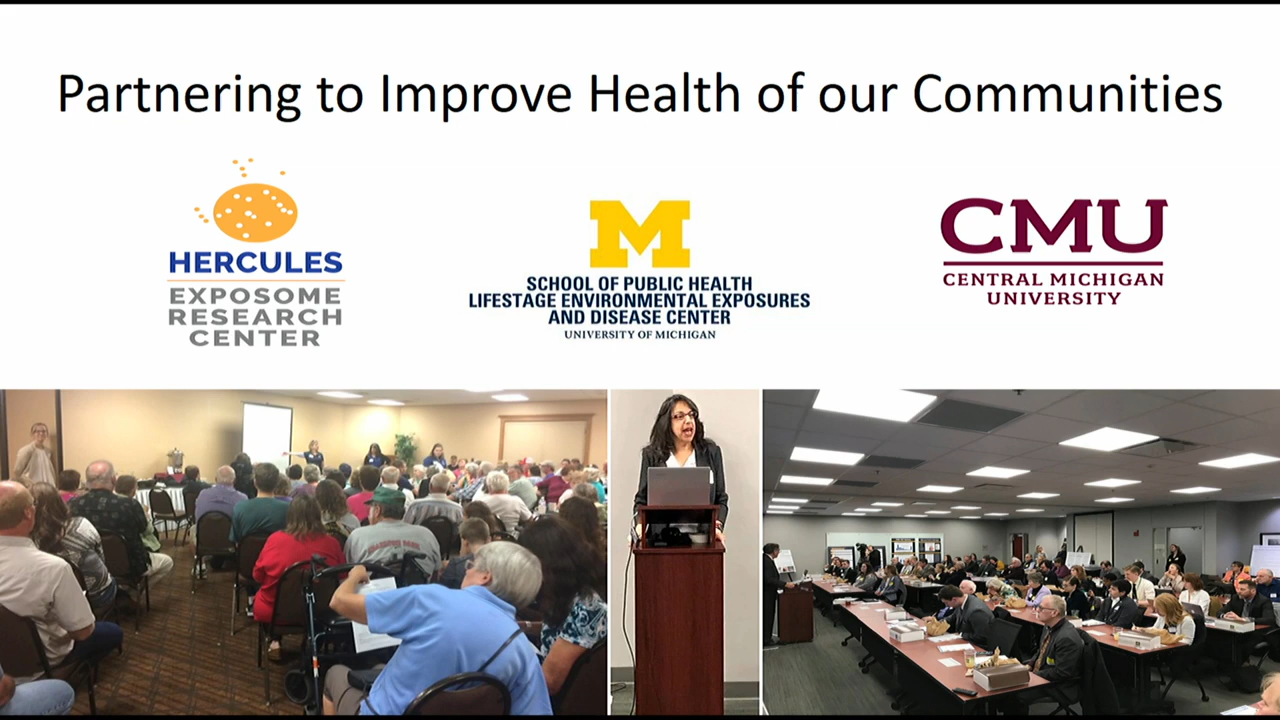 Partnering to Improve Health of our Communities
HERCULES
EXPOSOME
RESEARCH
CENTER
M
SCHOOL OF PUBLIC HEALTH
LIFESTAGE ENVIRONMENTAL EXPOSURES
AND DISEASE CENTER
UNIVERSITY OF MICHIGAN
CMU
CENTRAL MICHIGAN
UNIVERSITY